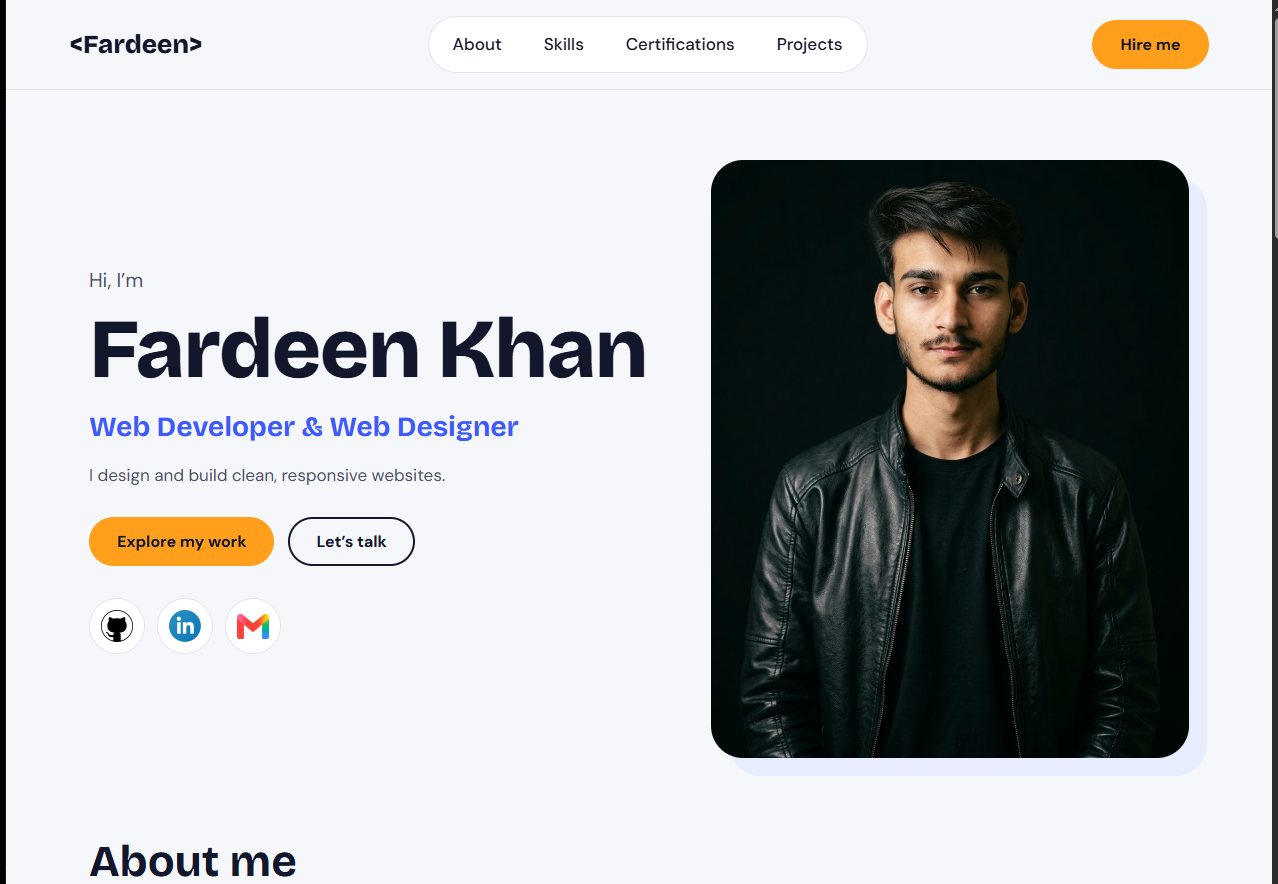 <Fardeen>
About Skills Certifications Projects
Hire me
Hi, I’m
Fardeen Khan
Web Developer & Web Designer
I design and build clean, responsive websites.
Explore my work
Let’s talk
in
About me